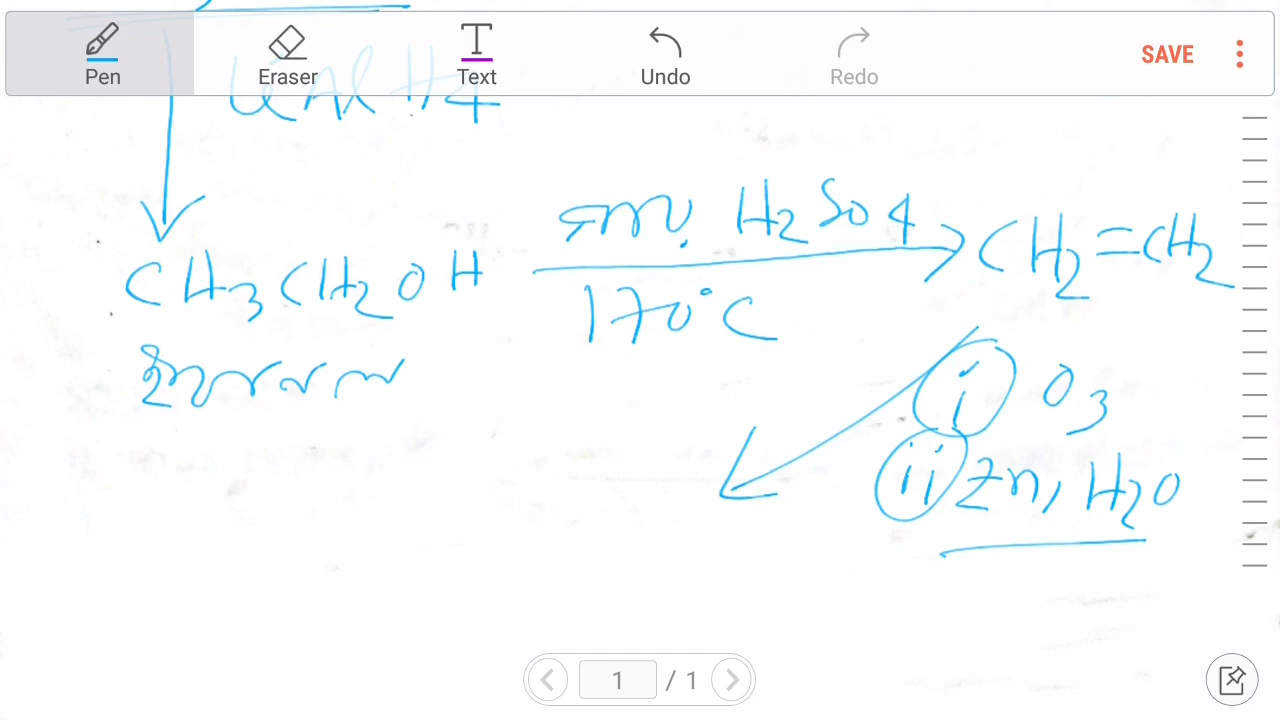 Pen Eraser Text Undo Redo SAVE
LiAlH4
গাঢ় H2SO4
CH3CH2OH CH2=CH2
170°C
ইথানল
i O3
ii Zn, H2O
1 / 1